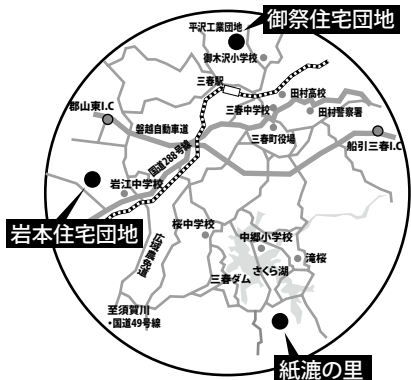 御祭住宅団地
平沢工業団地
御木沢小学校
三春駅
田村高校
郡山東I.C
三春中学校
田村警察署
磐越自動車道
三春町役場
船引三春I.C
国道288号線
岩江中学校
岩本住宅団地
桜中学校
中郷小学校
広域農免道
滝桜
さくら湖
三春ダム
至須賀川
・国道49号線
紙漉の里